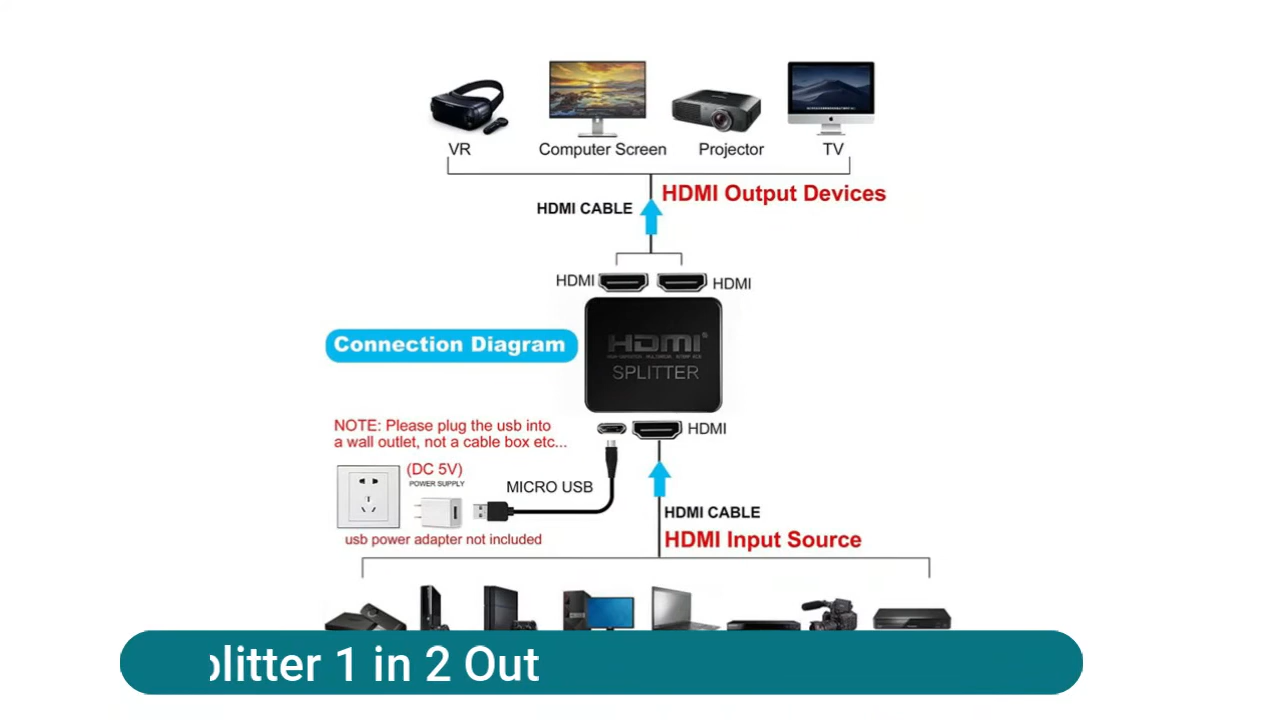 VR
Computer Screen
Projector
TV
HDMI Output Devices
HDMI CABLE
HDMI
HDMI
HDMI
SPLITTER
Connection Diagram
HDMI
NOTE: Please plug the usb into
a wall outlet, not a cable box etc...
(DC 5V)
POWER SUPPLY
MICRO USB
usb power adapter not included
HDMI CABLE
HDMI Input Source
plitter 1 in 2 Out